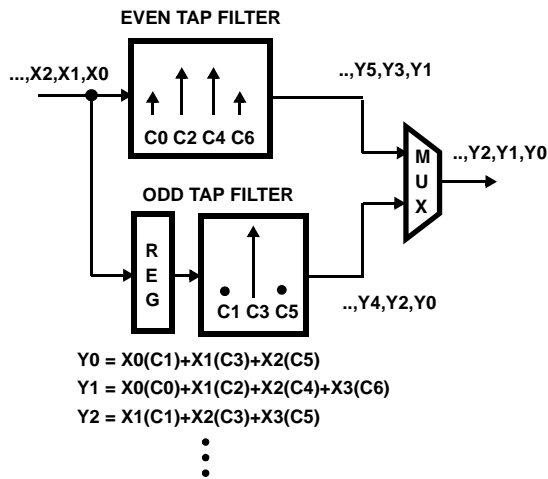 EVEN TAP FILTER
...,X2,X1,X0
..,Y5,Y3,Y1
C0 C2 C4 C6
MUX
..,Y2,Y1,Y0
ODD TAP FILTER
REG
C1 C3 C5
..,Y4,Y2,Y0
Y0 = X0(C1)+X1(C3)+X2(C5)
Y1 = X0(C0)+X1(C2)+X2(C4)+X3(C6)
Y2 = X1(C1)+X2(C3)+X3(C5)